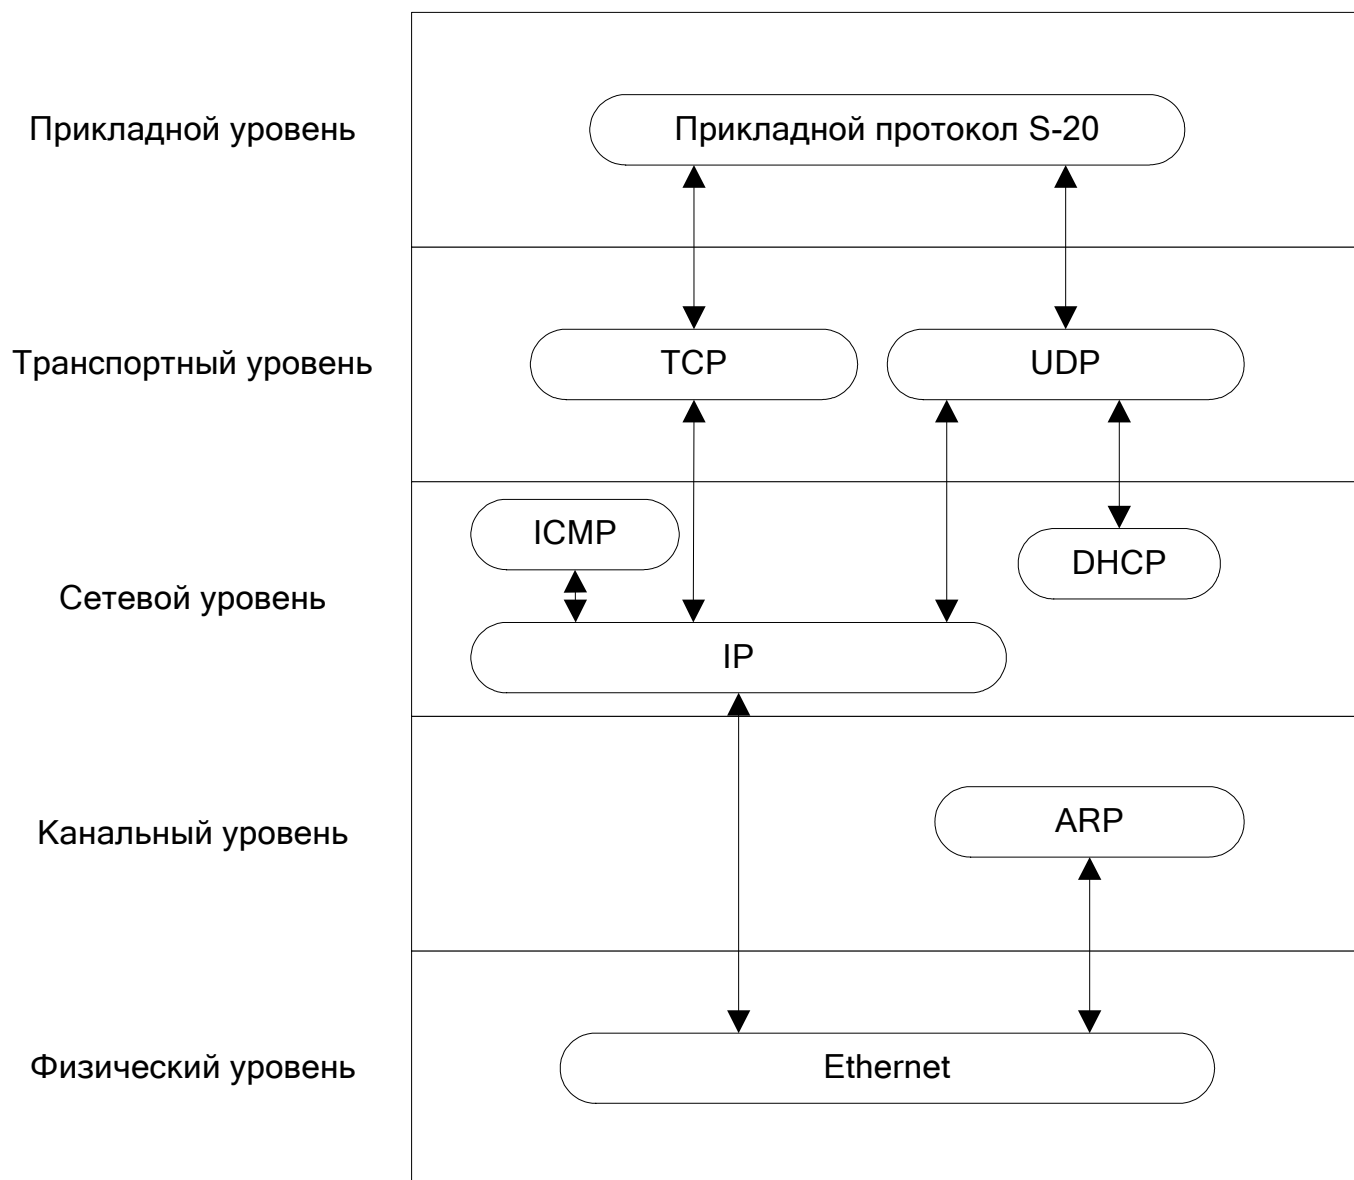 Прикладной уровень
Прикладной протокол S-20
Транспортный уровень
TCP
UDP
ICMP
DHCP
Сетевой уровень
IP
Канальный уровень
ARP
Физический уровень
Ethernet